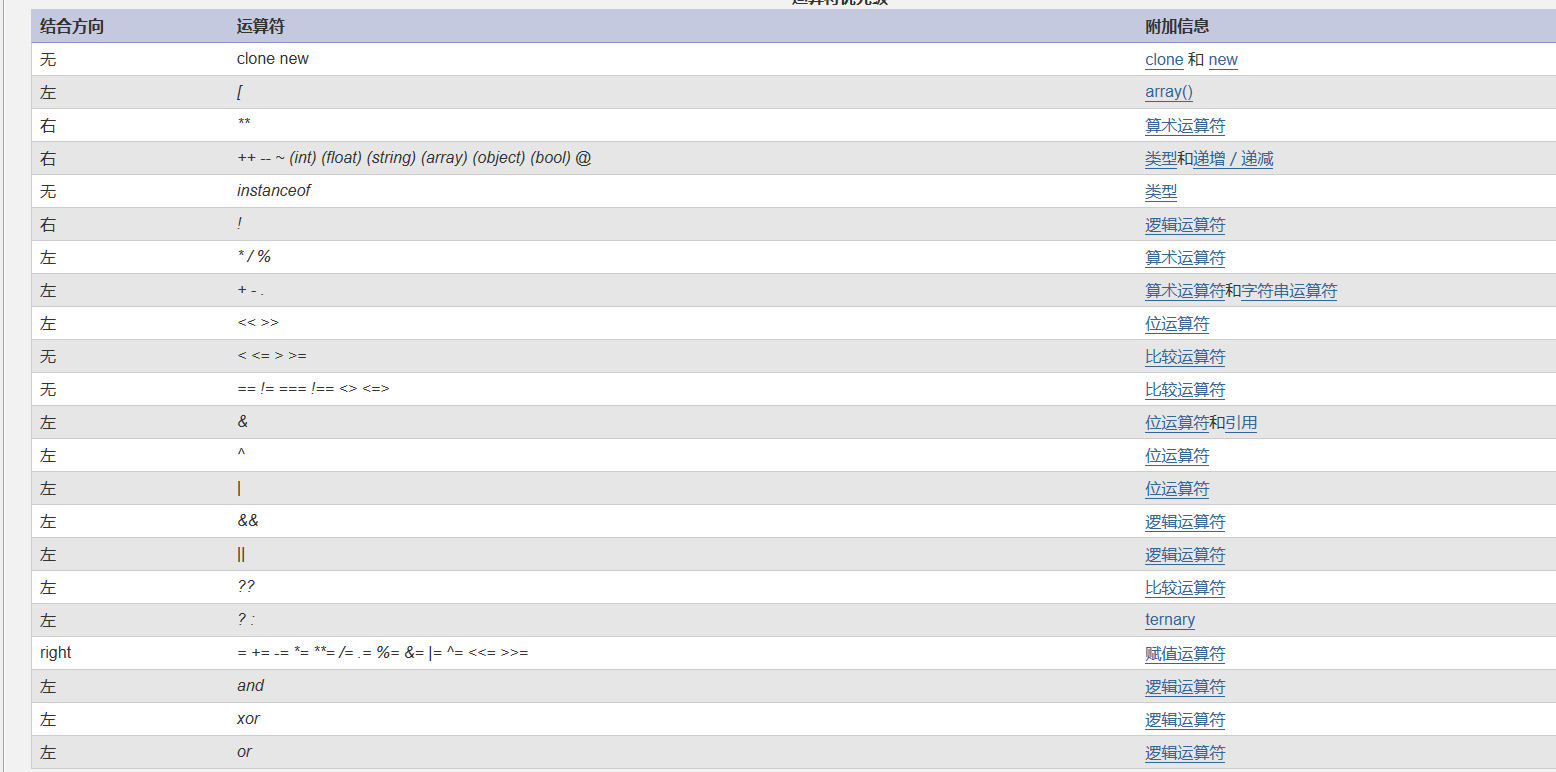 运算符优先级
结合方向 运算符 附加信息
无 clone new clone 和 new
左 [ array()
右 ** 算术运算符
右 ++ -- ~ (int) (float) (string) (array) (object) (bool) @ 类型和递增 / 递减
无 instanceof 类型
右 ! 逻辑运算符
左 * / % 算术运算符
左 + - . 算术运算符和字符串运算符
左 << >> 位运算符
无 < <= > >= 比较运算符
无 == != === !== <> <=> 比较运算符
左 & 位运算符和引用
左 ^ 位运算符
左 | 位运算符
左 && 逻辑运算符
左 || 逻辑运算符
左 ?? 比较运算符
左 ? : ternary
right = += -= *= **= /= .= %= &= |= ^= <<= >>= 赋值运算符
左 and 逻辑运算符
左 xor 逻辑运算符
左 or 逻辑运算符